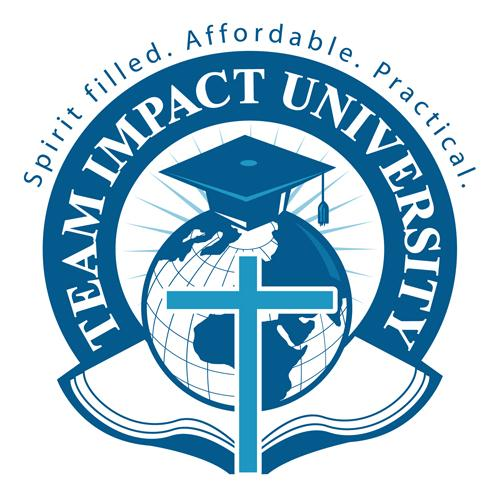 Spirit filled. Affordable. Practical.
TEAM IMPACT UNIVERSITY